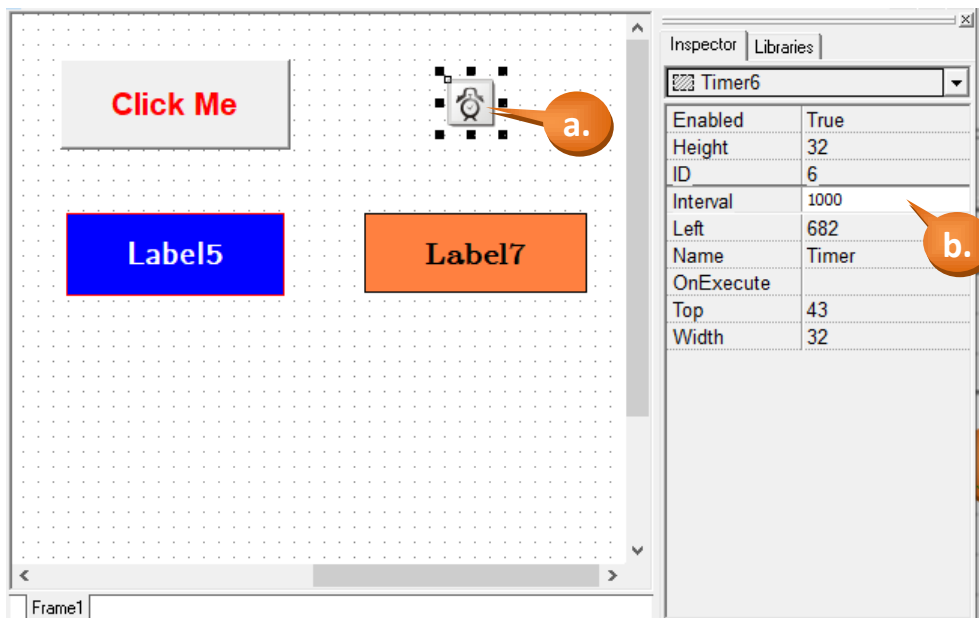 Click Me
a.
Label5
Label7
Frame1
Inspector
Libraries
Timer6
Enabled True
Height 32
ID 6
Interval 1000
b.
Left 682
Name Timer
OnExecute
Top 43
Width 32